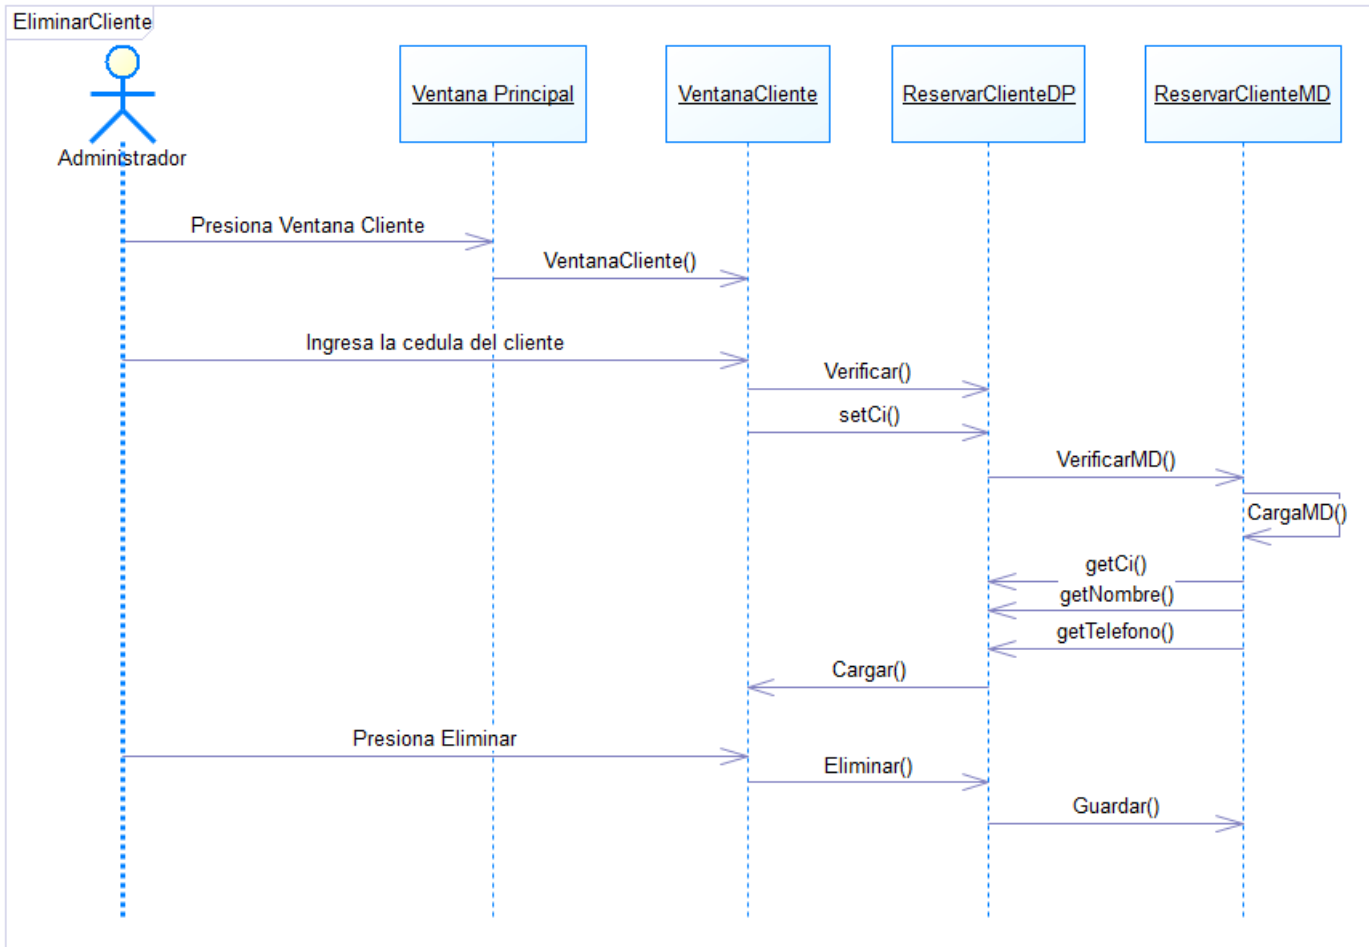 EliminarCliente
Administrador
Ventana Principal
VentanaCliente
ReservarClienteDP
ReservarClienteMD
Presiona Ventana Cliente
VentanaCliente()
Ingresa la cedula del cliente
Verificar()
setCi()
VerificarMD()
CargaMD()
getCi()
getNombre()
getTelefono()
Cargar()
Presiona Eliminar
Eliminar()
Guardar()